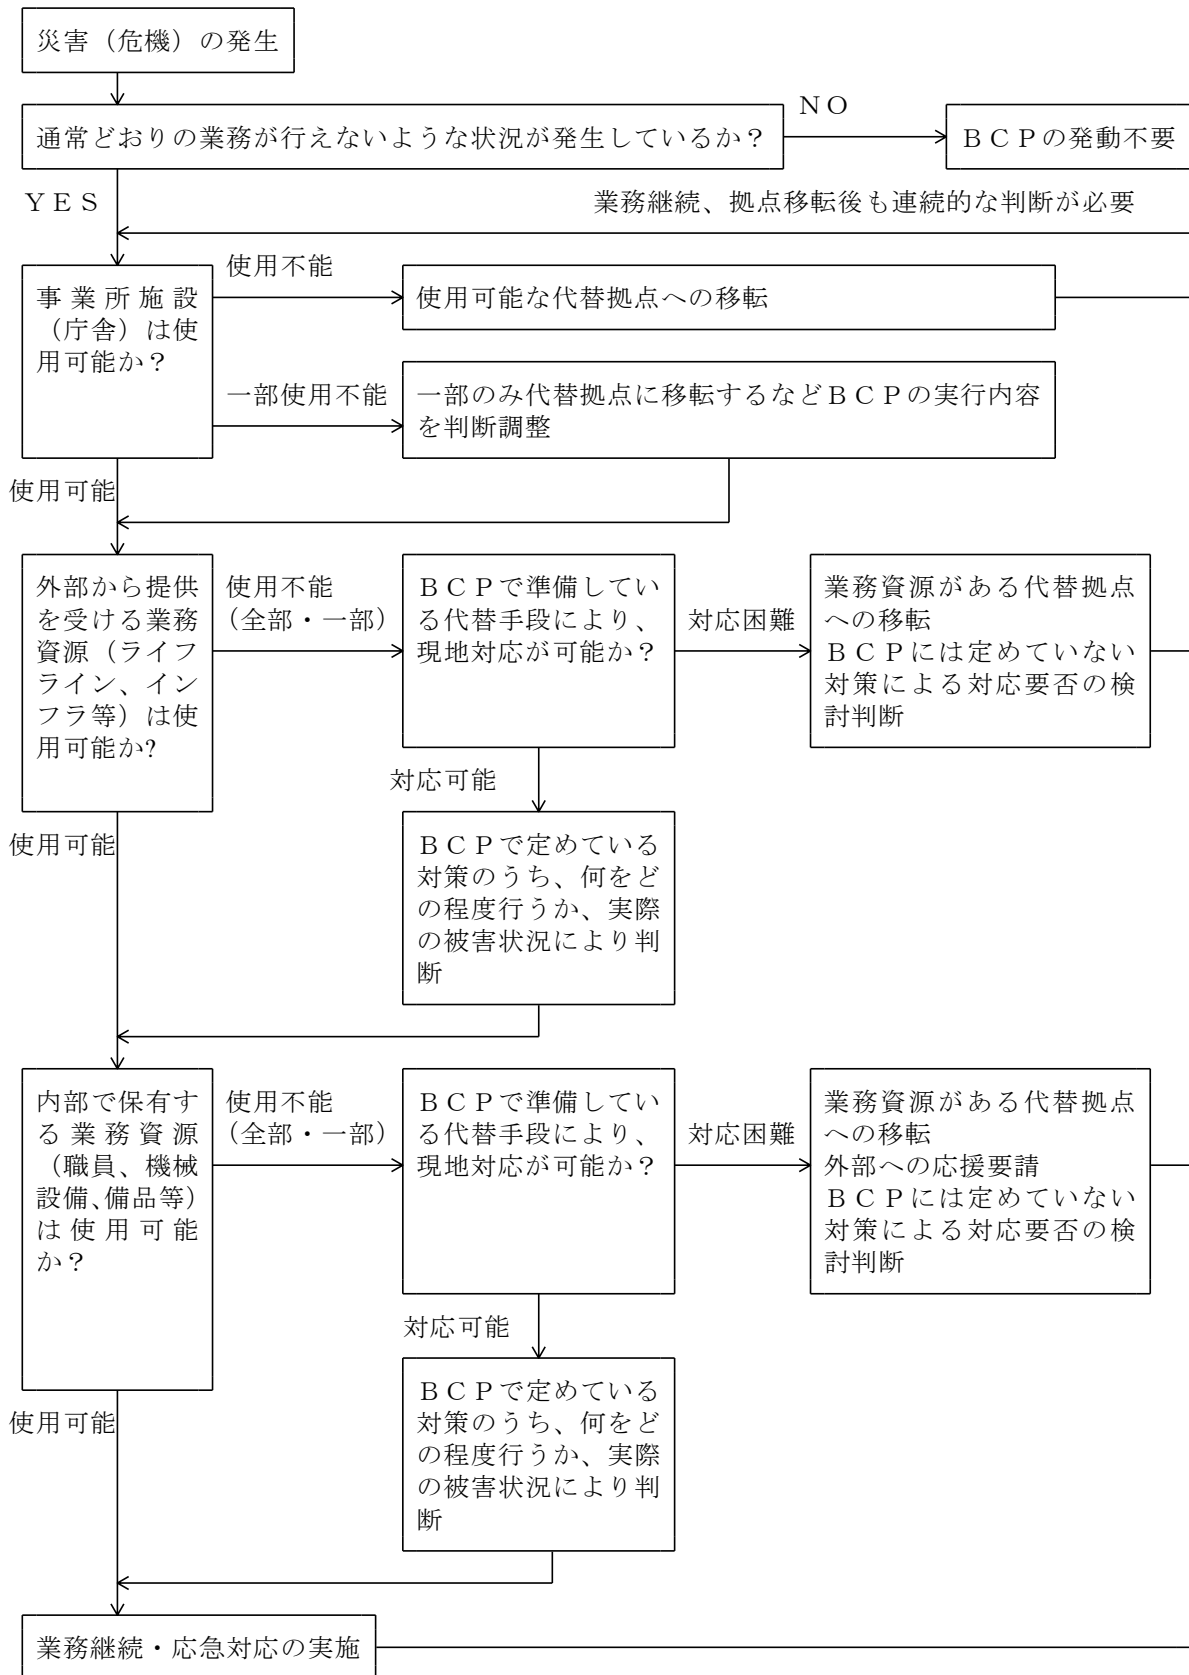 災害（危機）の発生
通常どおりの業務が行えないような状況が発生しているか？
ＮＯ
ＢＣＰの発動不要
ＹＥＳ
業務継続、拠点移転後も連続的な判断が必要
事業所施設
（庁舎）は使
用可能か？
使用不能
使用可能な代替拠点への移転
一部使用不能
一部のみ代替拠点に移転するなどＢＣＰの実行内容
を判断調整
使用可能
外部から提供
を受ける業務
資源（ライフ
ライン、イン
フラ等）は使
用可能か?
使用不能
（全部・一部）
ＢＣＰで準備してい
る代替手段により、
現地対応が可能か？
対応困難
業務資源がある代替拠点
への移転
ＢＣＰには定めていない
対策による対応要否の検
討判断
対応可能
使用可能
ＢＣＰで定めている
対策のうち、何をど
の程度行うか、実際
の被害状況により判
断
内部で保有す
る業務資源
（職員、機械
設備、備品等）
は使用可能
か？
使用不能
（全部・一部）
ＢＣＰで準備してい
る代替手段により、
現地対応が可能か？
対応困難
業務資源がある代替拠点
への移転
外部への応援要請
ＢＣＰには定めていない
対策による対応要否の検
討判断
対応可能
使用可能
ＢＣＰで定めている
対策のうち、何をど
の程度行うか、実際
の被害状況により判
断
業務継続・応急対応の実施